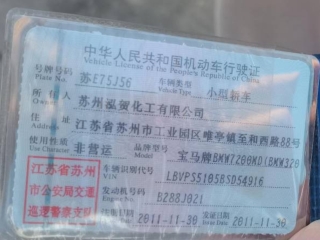 中华人民共和国机动车行驶证
Vehicle License of the People's Republic of China
号牌号码 苏E7SJ56 车辆类型 小型轿车
Plate No. Vehicle Type
所有人 苏州泓贸化工有限公司
Owner
住址 江苏省苏州市工业园区唯亭镇至和西路88号
Address
使用性质 非营运 品牌型号 宝马牌BMW7200MD(BMW320
Use Character Model
江苏省苏州市公安局交通巡逻警察支队
车辆识别代号 LBVPS5105BSD54916
VIN
发动机号码 B288J021
Engine No.
2011-11-30 发证日期 2011-11-30